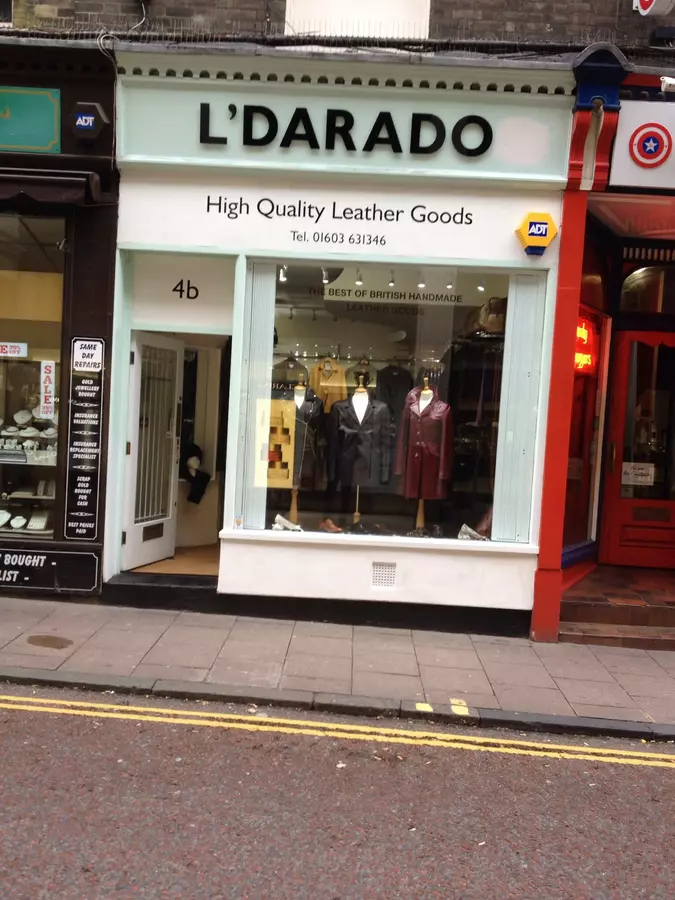 L'DARADO
High Quality Leather Goods
Tel. 01603 631346
ADT
ADT
4b
THE BEST OF BRITISH HANDMADE
LEATHER GOODS
SALE
SAME
DAY
REPAIRS
GOLD
JEWELLERY
BOUGHT
INSURANCE
VALUATIONS
INSURANCE
REPLACEMENT
SPECIALIST
SCRAP
GOLD
BOUGHT
FOR
CASH
BEST PRICES
PAID
BOUGHT
IST